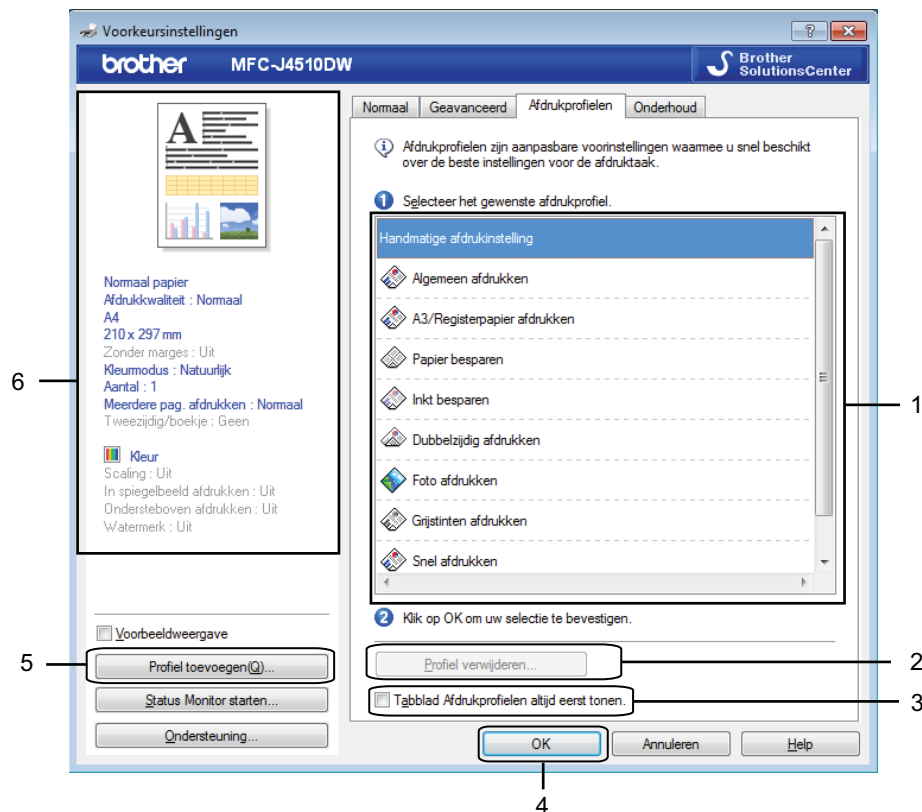 Voorkeursinstellingen
brother MFC-J4510DW
Brother
SolutionsCenter
A
Normaal papier
Afdrukkwaliteit : Normaal
A4
210 x 297 mm
Zonder marges : Uit
Kleurmodus : Natuurlijk
Aantal : 1
Meerdere pag. afdrukken : Normaal
Tweezijdig/boekje : Geen
Kleur
Scaling : Uit
In spiegelbeeld afdrukken : Uit
Ondersteboven afdrukken : Uit
Watermerk : Uit
6
Voorbeeldweergave
5
Profiel toevoegen(Q)...
Status Monitor starten...
Ondersteuning...
Normaal Geavanceerd Afdrukprofielen Onderhoud
Afdrukprofielen zijn aanpasbare voorinstellingen waarmee u snel beschikt
over de beste instellingen voor de afdruktaak.
1 Selecteer het gewenste afdrukprofiel.
Handmatige afdrukinstelling
Algemeen afdrukken
A3/Registerpapier afdrukken
Papier besparen
Inkt besparen
Dubbelzijdig afdrukken
Foto afdrukken
Grijstinten afdrukken
Snel afdrukken
1
2 Klik op OK om uw selectie te bevestigen.
Profiel verwijderen...
2
Tabblad Afdrukprofielen altijd eerst tonen.
3
OK Annuleren Help
4